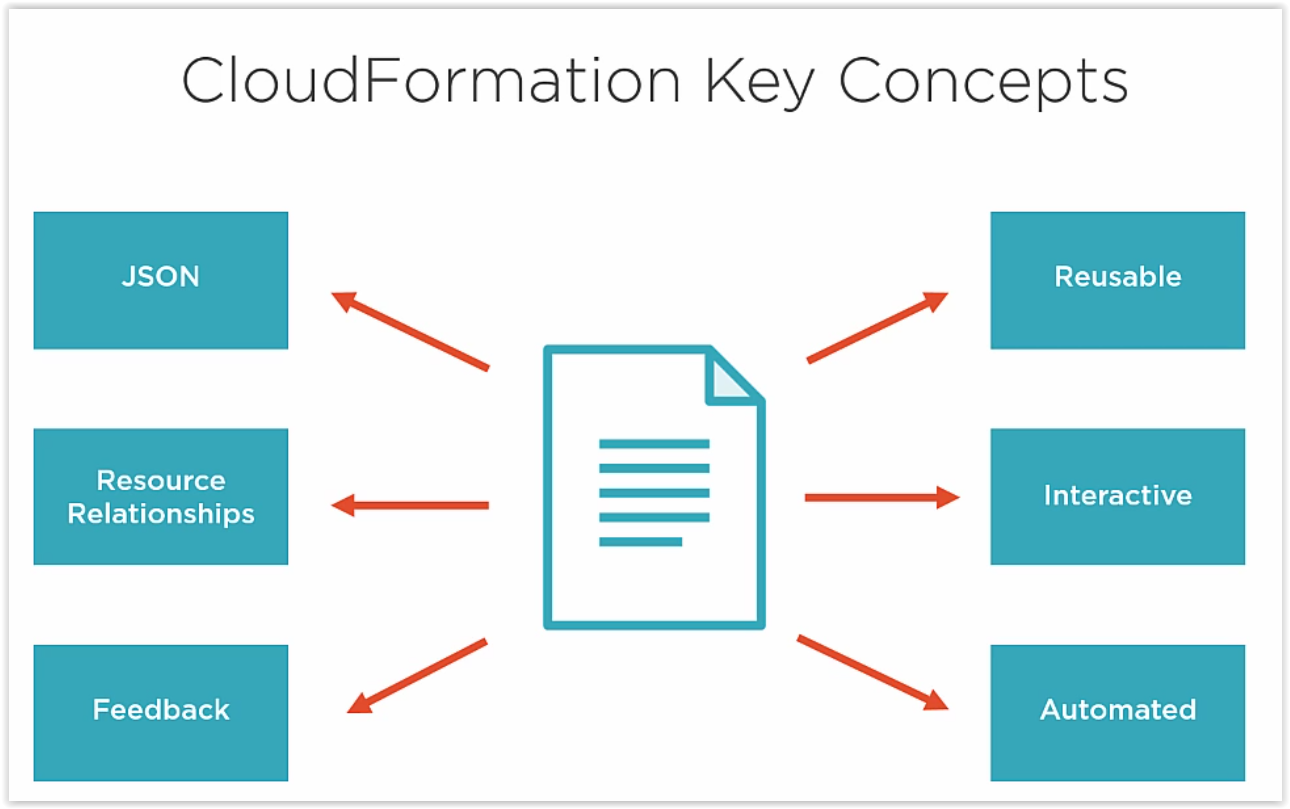 CloudFormation Key Concepts
JSON
Resource
Relationships
Feedback
Reusable
Interactive
Automated